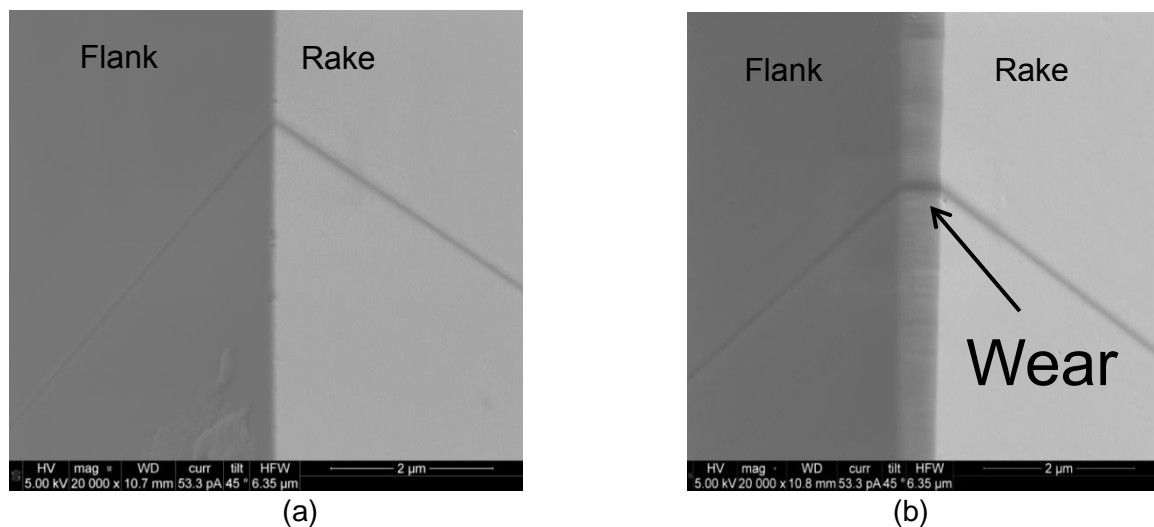 Flank Rake
HV mag WD curr tilt HFW 2 µm
5.00 kV 20 000 x 10.7 mm 53.3 pA 45 ° 6.35 µm
(a)
Flank Rake
Wear
HV mag WD curr tilt HFW 2 µm
5.00 kV 20 000 x 10.8 mm 53.3 pA 45 ° 6.35 µm
(b)